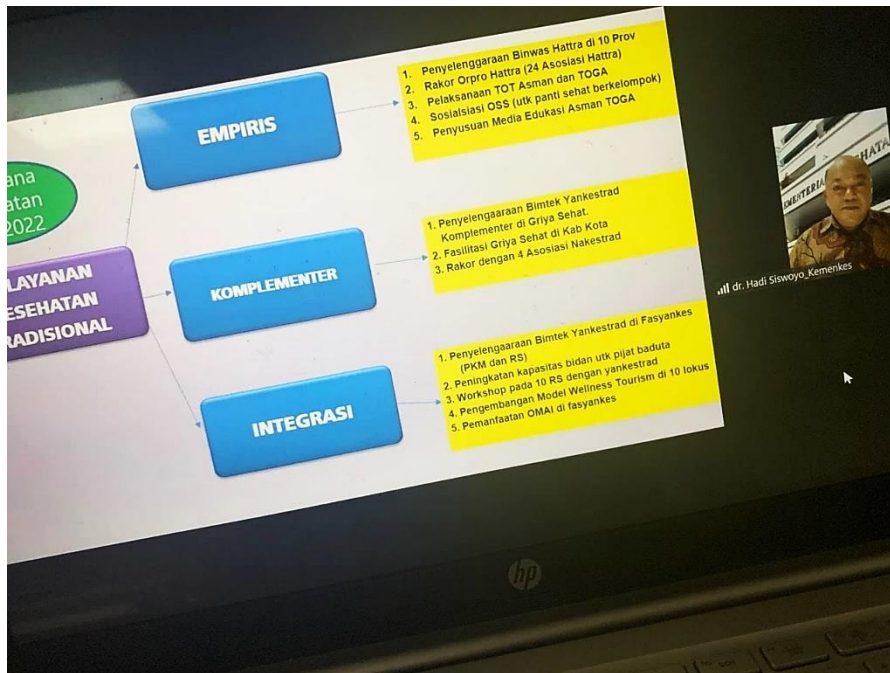 ana
atan
2022
LAYANAN
ESEHATAN
RADISIONAL
EMPIRIS
1. Penyelenggaraan Binwas Hattra di 10 Prov
2. Rakor Orpro Hattra (24 Asosiasi Hattra)
3. Pelaksanaan TOT Asman dan TOGA
4. Sosialsiasi OSS (utk panti sehat berkelompok)
5. Penyusuan Media Edukasi Asman TOGA
KOMPLEMENTER
1. Penyelengaaraan Bimtek Yankestrad
Komplementer di Griya Sehat.
2. Fasilitasi Griya Sehat di Kab Kota
3. Rakor dengan 4 Asosiasi Nakestrad
INTEGRASI
1. Penyelengaaraan Bimtek Yankestrad di Fasyankes
(PKM dan RS)
2. Peningkatan kapasitas bidan utk pijat baduta
3. Workshop pada 10 RS dengan yankestrad
4. Pengembangan Model Wellness Tourism di 10 lokus
5. Pemanfaatan OMAI di fasyankes
dr. Hadi Siswoyo_Kemenkes
hp